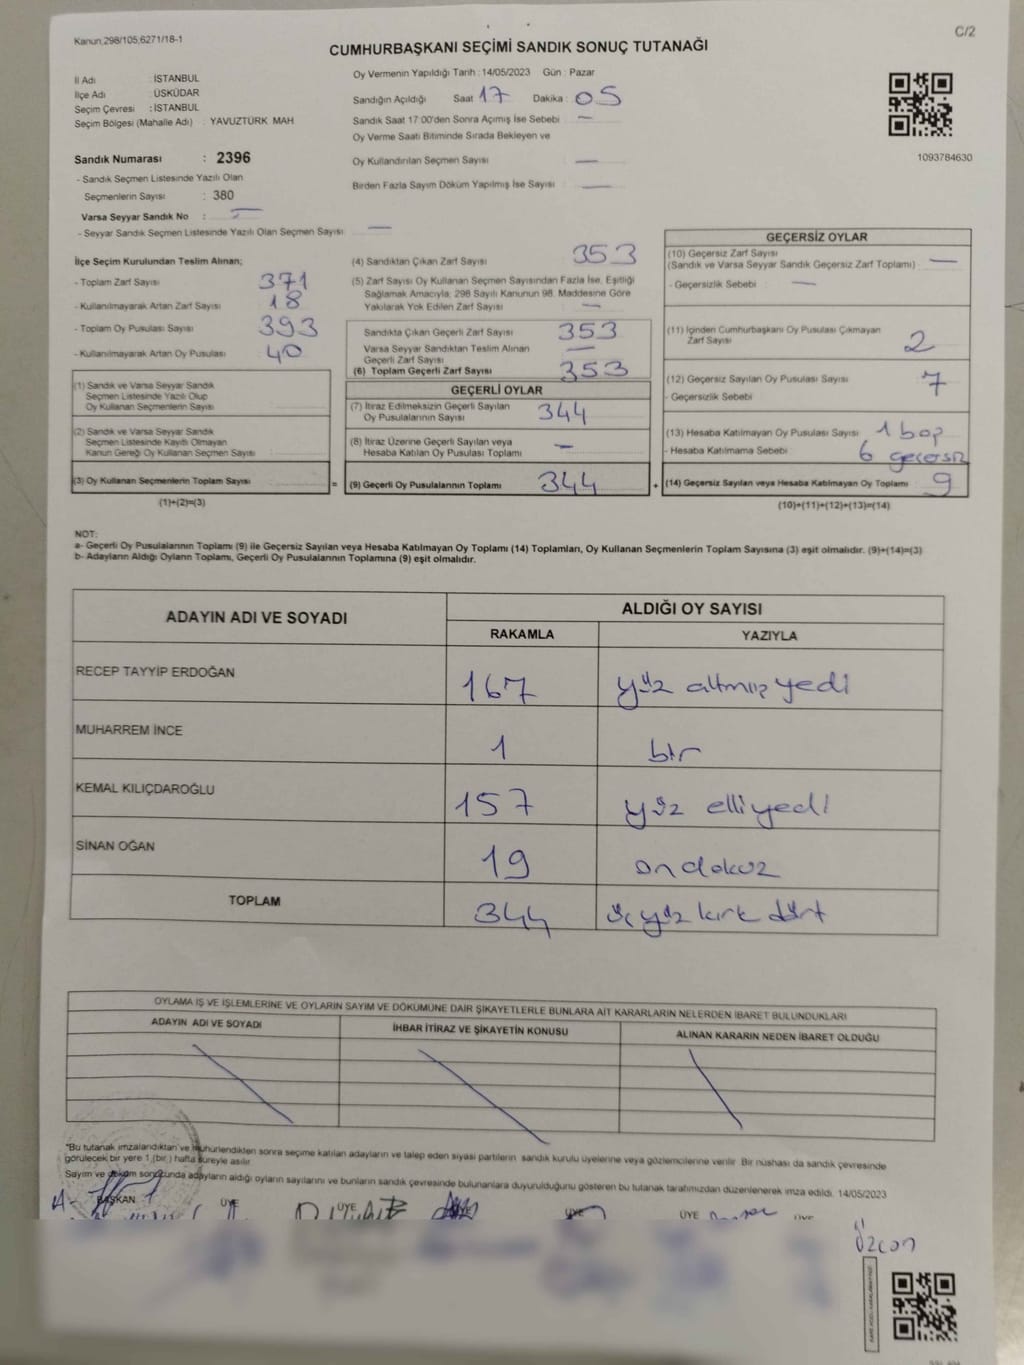 Kanun,298/105;6271/18-1
C/2
CUMHURBAŞKANI SEÇİMİ SANDIK SONUÇ TUTANAĞI
İl Adı : İSTANBUL
İlçe Adı : ÜSKÜDAR
Seçim Çevresi : İSTANBUL
Seçim Bölgesi (Mahalle Adı) : YAVUZTÜRK MAH
Oy Vermenin Yapıldığı Tarih : 14/05/2023 Gün : Pazar
Sandığın Açıldığı Saat 17 Dakika : 05
Sandık Saat 17:00'den Sonra Açımış İse Sebebi : —
Oy Verme Saati Bitiminde Sırada Bekleyen ve
Oy Kullandırılan Seçmen Sayısı —
Birden Fazla Sayım Döküm Yapılmış İse Sayısı : —
1093784630
Sandık Numarası : 2396
- Sandık Seçmen Listesinde Yazılı Olan
Seçmenlerin Sayısı : 380
Varsa Seyyar Sandık No : —
- Seyyar Sandık Seçmen Listesinde Yazılı Olan Seçmen Sayısı: —
İlçe Seçim Kurulundan Teslim Alınan;
- Toplam Zarf Sayısı : 371
- Kullanılmayarak Artan Zarf Sayısı : 18
- Toplam Oy Pusulası Sayısı : 393
- Kullanılmayarak Artan Oy Pusulası : 40
(1) Sandık ve Varsa Seyyar Sandık
Seçmen Listesinde Yazılı Olup
Oy Kullanan Seçmenlerin Sayısı
(2) Sandık ve Varsa Seyyar Sandık
Seçmen Listesinde Kayıtlı Olmayan
Kanun Gereği Oy Kullanan Seçmen Sayısı
(3) Oy Kullanan Seçmenlerin Toplam Sayısı =
(1)+(2)=(3)
(4) Sandıktan Çıkan Zarf Sayısı : 353
(5) Zarf Sayısı Oy Kullanan Seçmen Sayısından Fazla İse, Eşitliği
Sağlamak Amacıyla; 298 Sayılı Kanunun 98. Maddesine Göre
Yakılarak Yok Edilen Zarf Sayısı : —
Sandıkta Çıkan Geçerli Zarf Sayısı : 353
Varsa Seyyar Sandıktan Teslim Alınan
Geçerli Zarf Sayısı —
(6) Toplam Geçerli Zarf Sayısı : 353
GEÇERLİ OYLAR
(7) İtiraz Edilmeksizin Geçerli Sayılan
Oy Pusulalarının Sayısı : 344
(8) İtiraz Üzerine Geçerli Sayılan veya
Hesaba Katılan Oy Pusulası Toplamı : —
(9) Geçerli Oy Pusulalarının Toplamı : 344 +
GEÇERSİZ OYLAR
(10) Geçersiz Zarf Sayısı
(Sandık ve Varsa Seyyar Sandık Geçersiz Zarf Toplamı) : —
- Geçersizlik Sebebi : —
(11) İçinden Cumhurbaşkanı Oy Pusulası Çıkmayan
Zarf Sayısı : 2
(12) Geçersiz Sayılan Oy Pusulası Sayısı : 7
- Geçersizlik Sebebi :
(13) Hesaba Katılmayan Oy Pusulası Sayısı : 1 boş
- Hesaba Katılmama Sebebi : 6 geçersiz
(14) Geçersiz Sayılan veya Hesaba Katılmayan Oy Toplamı : 9
(10)+(11)+(12)+(13)=(14)
NOT:
a- Geçerli Oy Pusulalarının Toplamı (9) ile Geçersiz Sayılan veya Hesaba Katılmayan Oy Toplamı (14) Toplamları, Oy Kullanan Seçmenlerin Toplam Sayısına (3) eşit olmalıdır. (9)+(14)=(3)
b- Adayların Aldığı Oyların Toplamı, Geçerli Oy Pusulalarının Toplamına (9) eşit olmalıdır.
ADAYIN ADI VE SOYADI ALDIĞI OY SAYISI
RAKAMLA YAZIYLA
RECEP TAYYİP ERDOĞAN 167 yüz altmış yedi
MUHARREM İNCE 1 bir
KEMAL KILIÇDAROĞLU 157 yüz elli yedi
SİNAN OĞAN 19 on dokuz
TOPLAM 344 üç yüz kırk dört
OYLAMA İŞ VE İŞLEMLERİNE VE OYLARIN SAYIM VE DÖKÜMÜNE DAİR ŞİKAYETLERLE BUNLARA AİT KARARLARIN NELERDEN İBARET BULUNDUKLARI
ADAYIN ADI VE SOYADI İHBAR İTİRAZ VE ŞİKAYETİN KONUSU ALINAN KARARIN NEDEN İBARET OLDUĞU
*Bu tutanak imzalandıktan ve mühürlendikten sonra seçime katılan adayların ve talep eden siyasi partilerin sandık kurulu üyelerine veya gözlemcilerine verilir. Bir nüshası da sandık çevresinde
görülecek bir yere 1 (bir) hafta süreyle asılır.
Sayım ve döküm sonucunda adayların aldığı oyların sayılarını ve bunların sandık çevresinde bulunanlara duyurulduğunu gösteren bu tutanak tarafımızdan düzenlenerek imza edildi. 14/05/2023
BAŞKAN ÜYE ÜYE ÜYE ÜYE ÜYE
Özcan